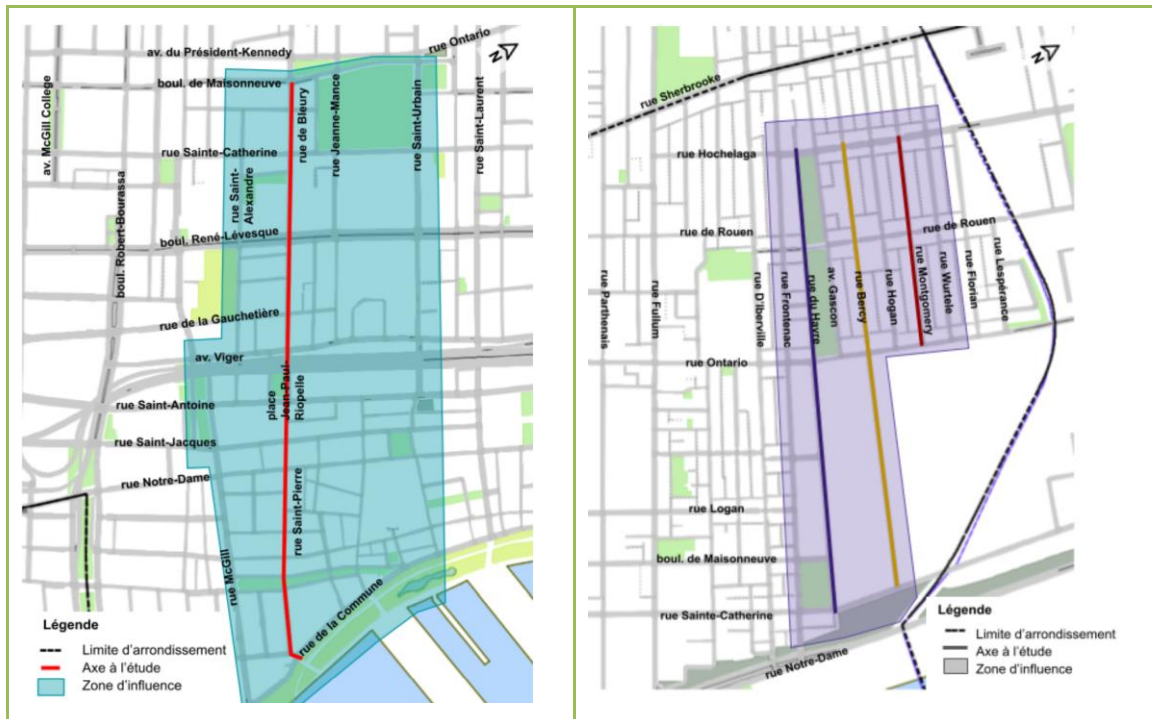 av. du Président-Kennedy
rue Ontario
N
boul. de Maisonneuve
av. McGill College
rue de Bleury
rue Jeanne-Mance
rue Saint-Urbain
rue Saint-Laurent
rue Sainte-Catherine
rue Saint-
Alexandre
boul. Robert-Bourassa
boul. René-Lévesque
rue de la Gauchetière
av. Viger
place
Jean-Paul-
Riopelle
rue Saint-Antoine
rue Saint-Jacques
rue Notre-Dame
rue Saint-Pierre
rue McGill
rue de la Commune
Légende
Limite d'arrondissement
Axe à l'étude
Zone d'influence
N
rue Sherbrooke
rue Hochelaga
rue de Rouen
rue de Rouen
rue Parthenais
rue Fullum
rue D'Iberville
rue Frontenac
rue du Havre
av. Gascon
rue Bercy
rue Hogan
rue Montgomery
rue Wurtele
rue Florian
rue Lespérance
rue Ontario
rue Logan
boul. de Maisonneuve
rue Sainte-Catherine
rue Notre-Dame
Légende
Limite d'arrondissement
Axe à l'étude
Zone d'influence